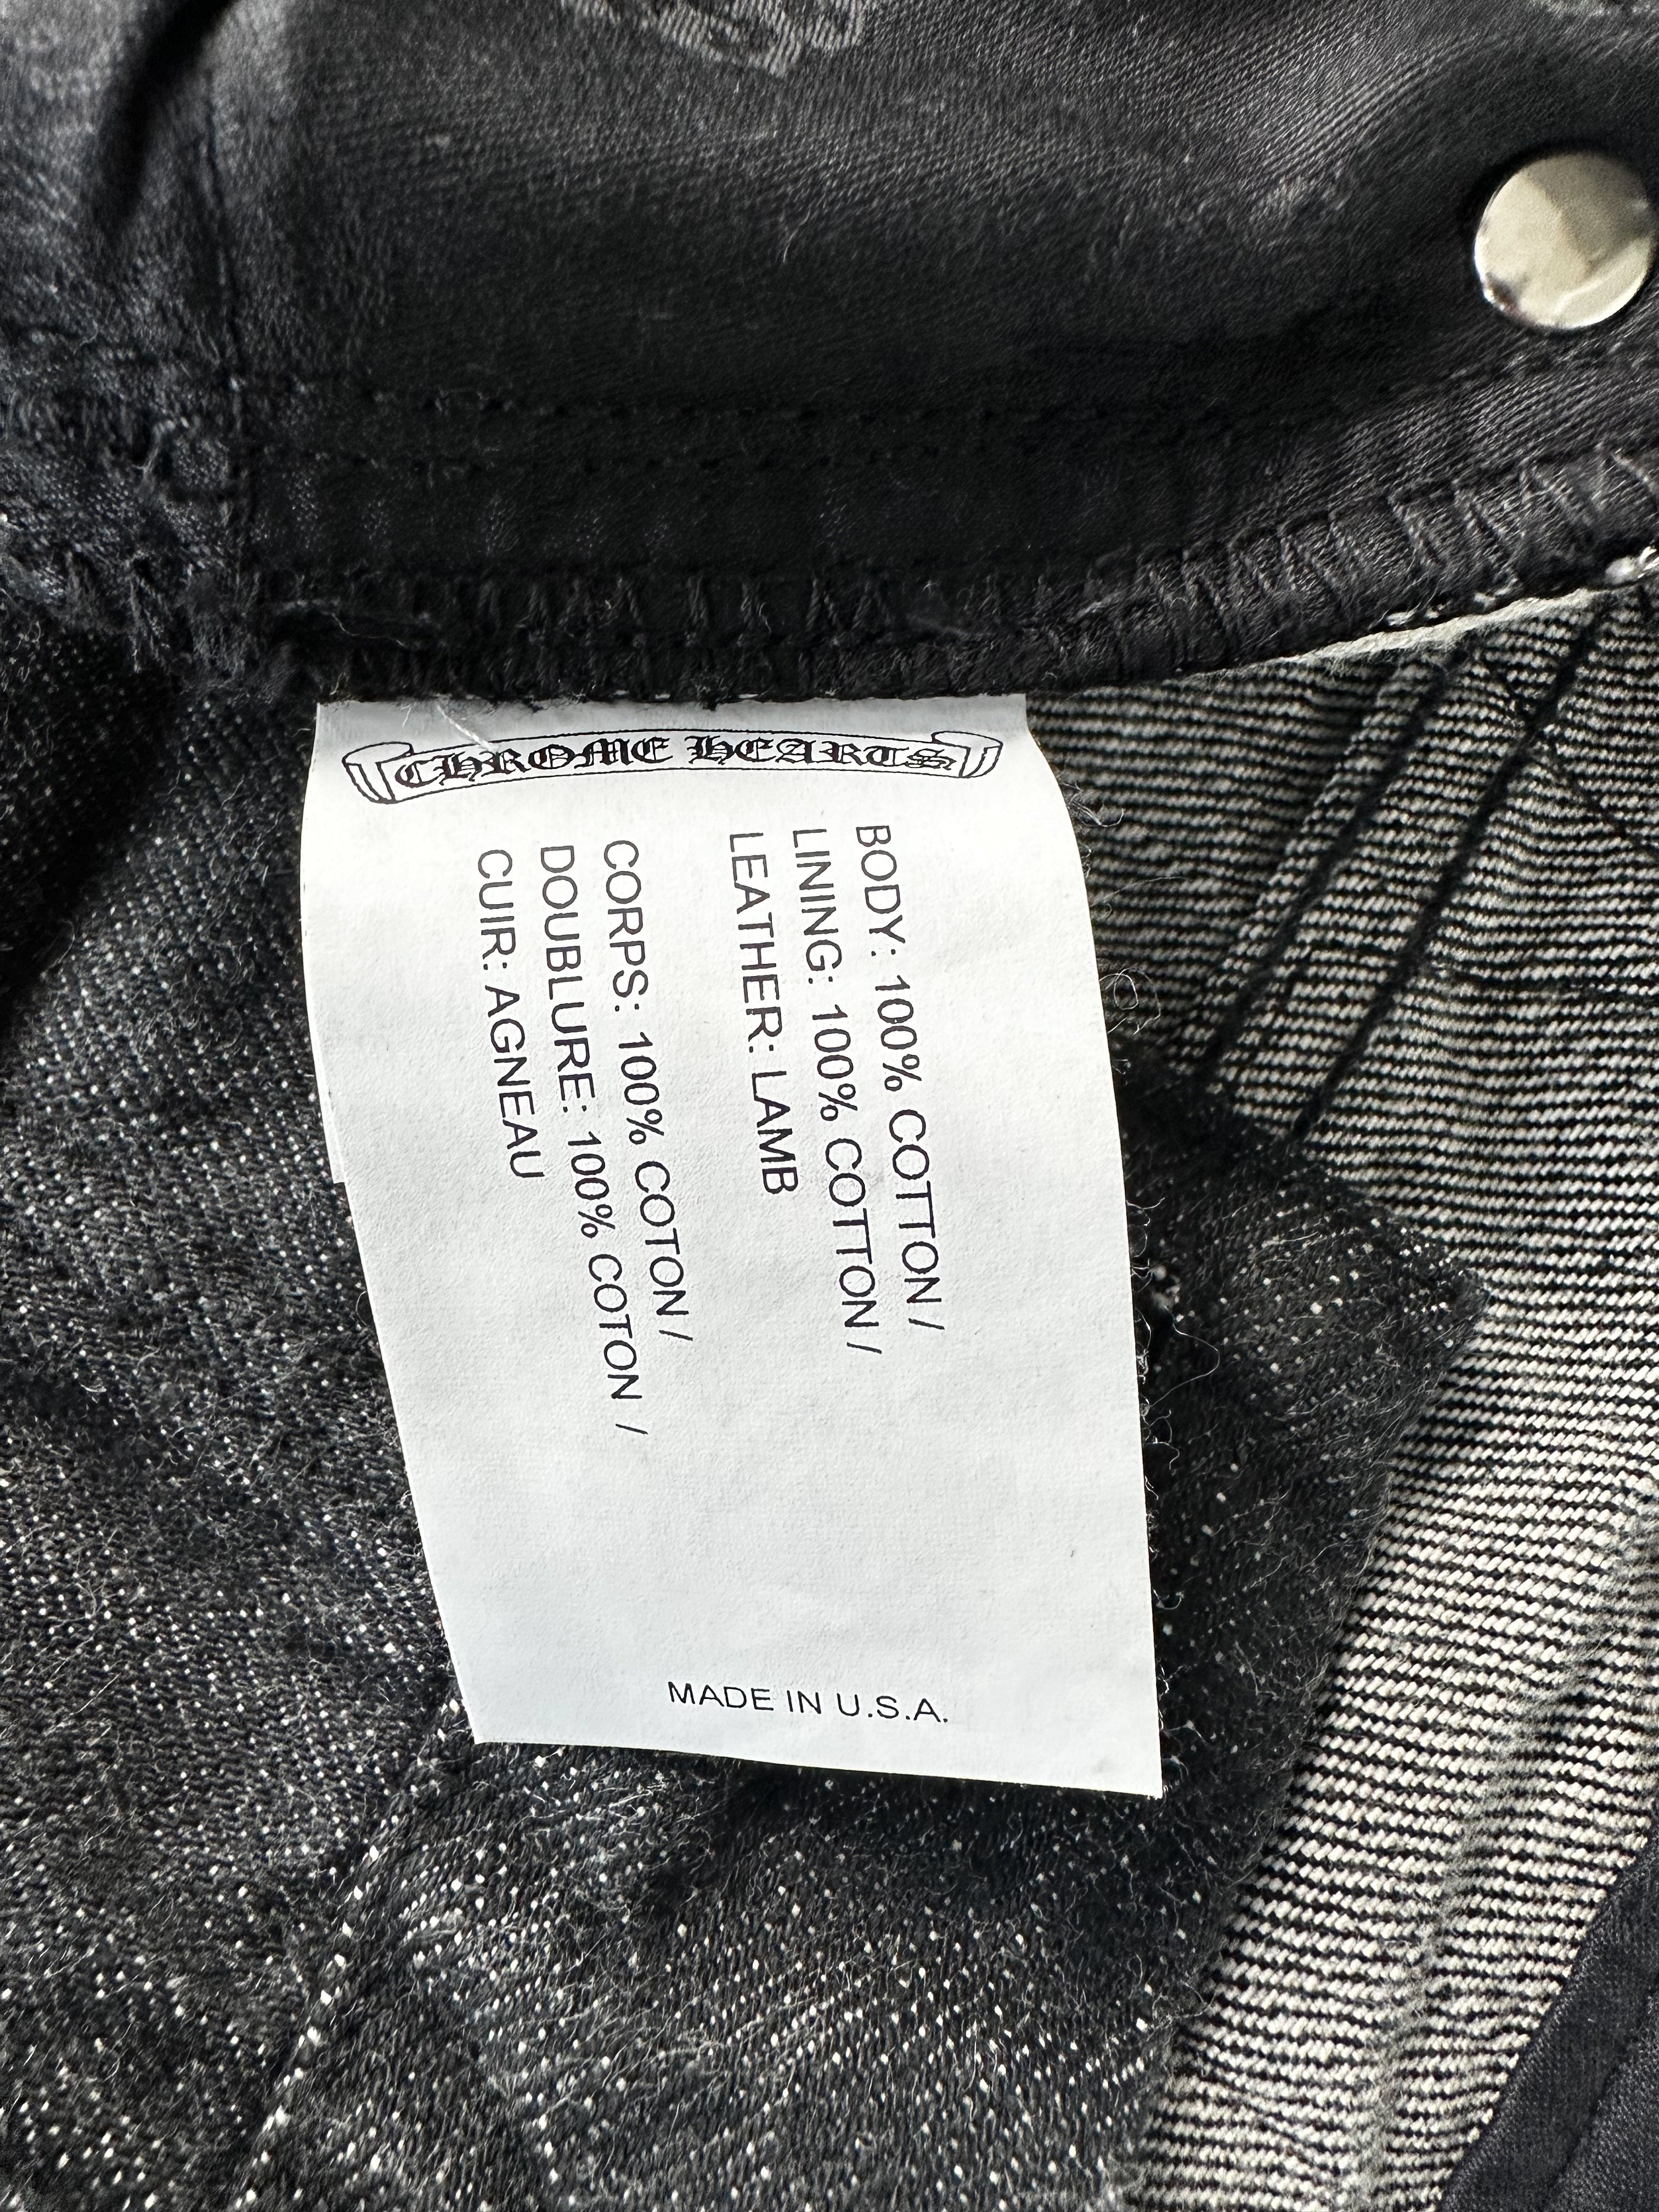 CHROME HEARTS
BODY: 100% COTTON /
LINING: 100% COTTON /
LEATHER: LAMB
CORPS: 100% COTON /
DOUBLURE: 100% COTON /
CUIR: AGNEAU
MADE IN U.S.A.